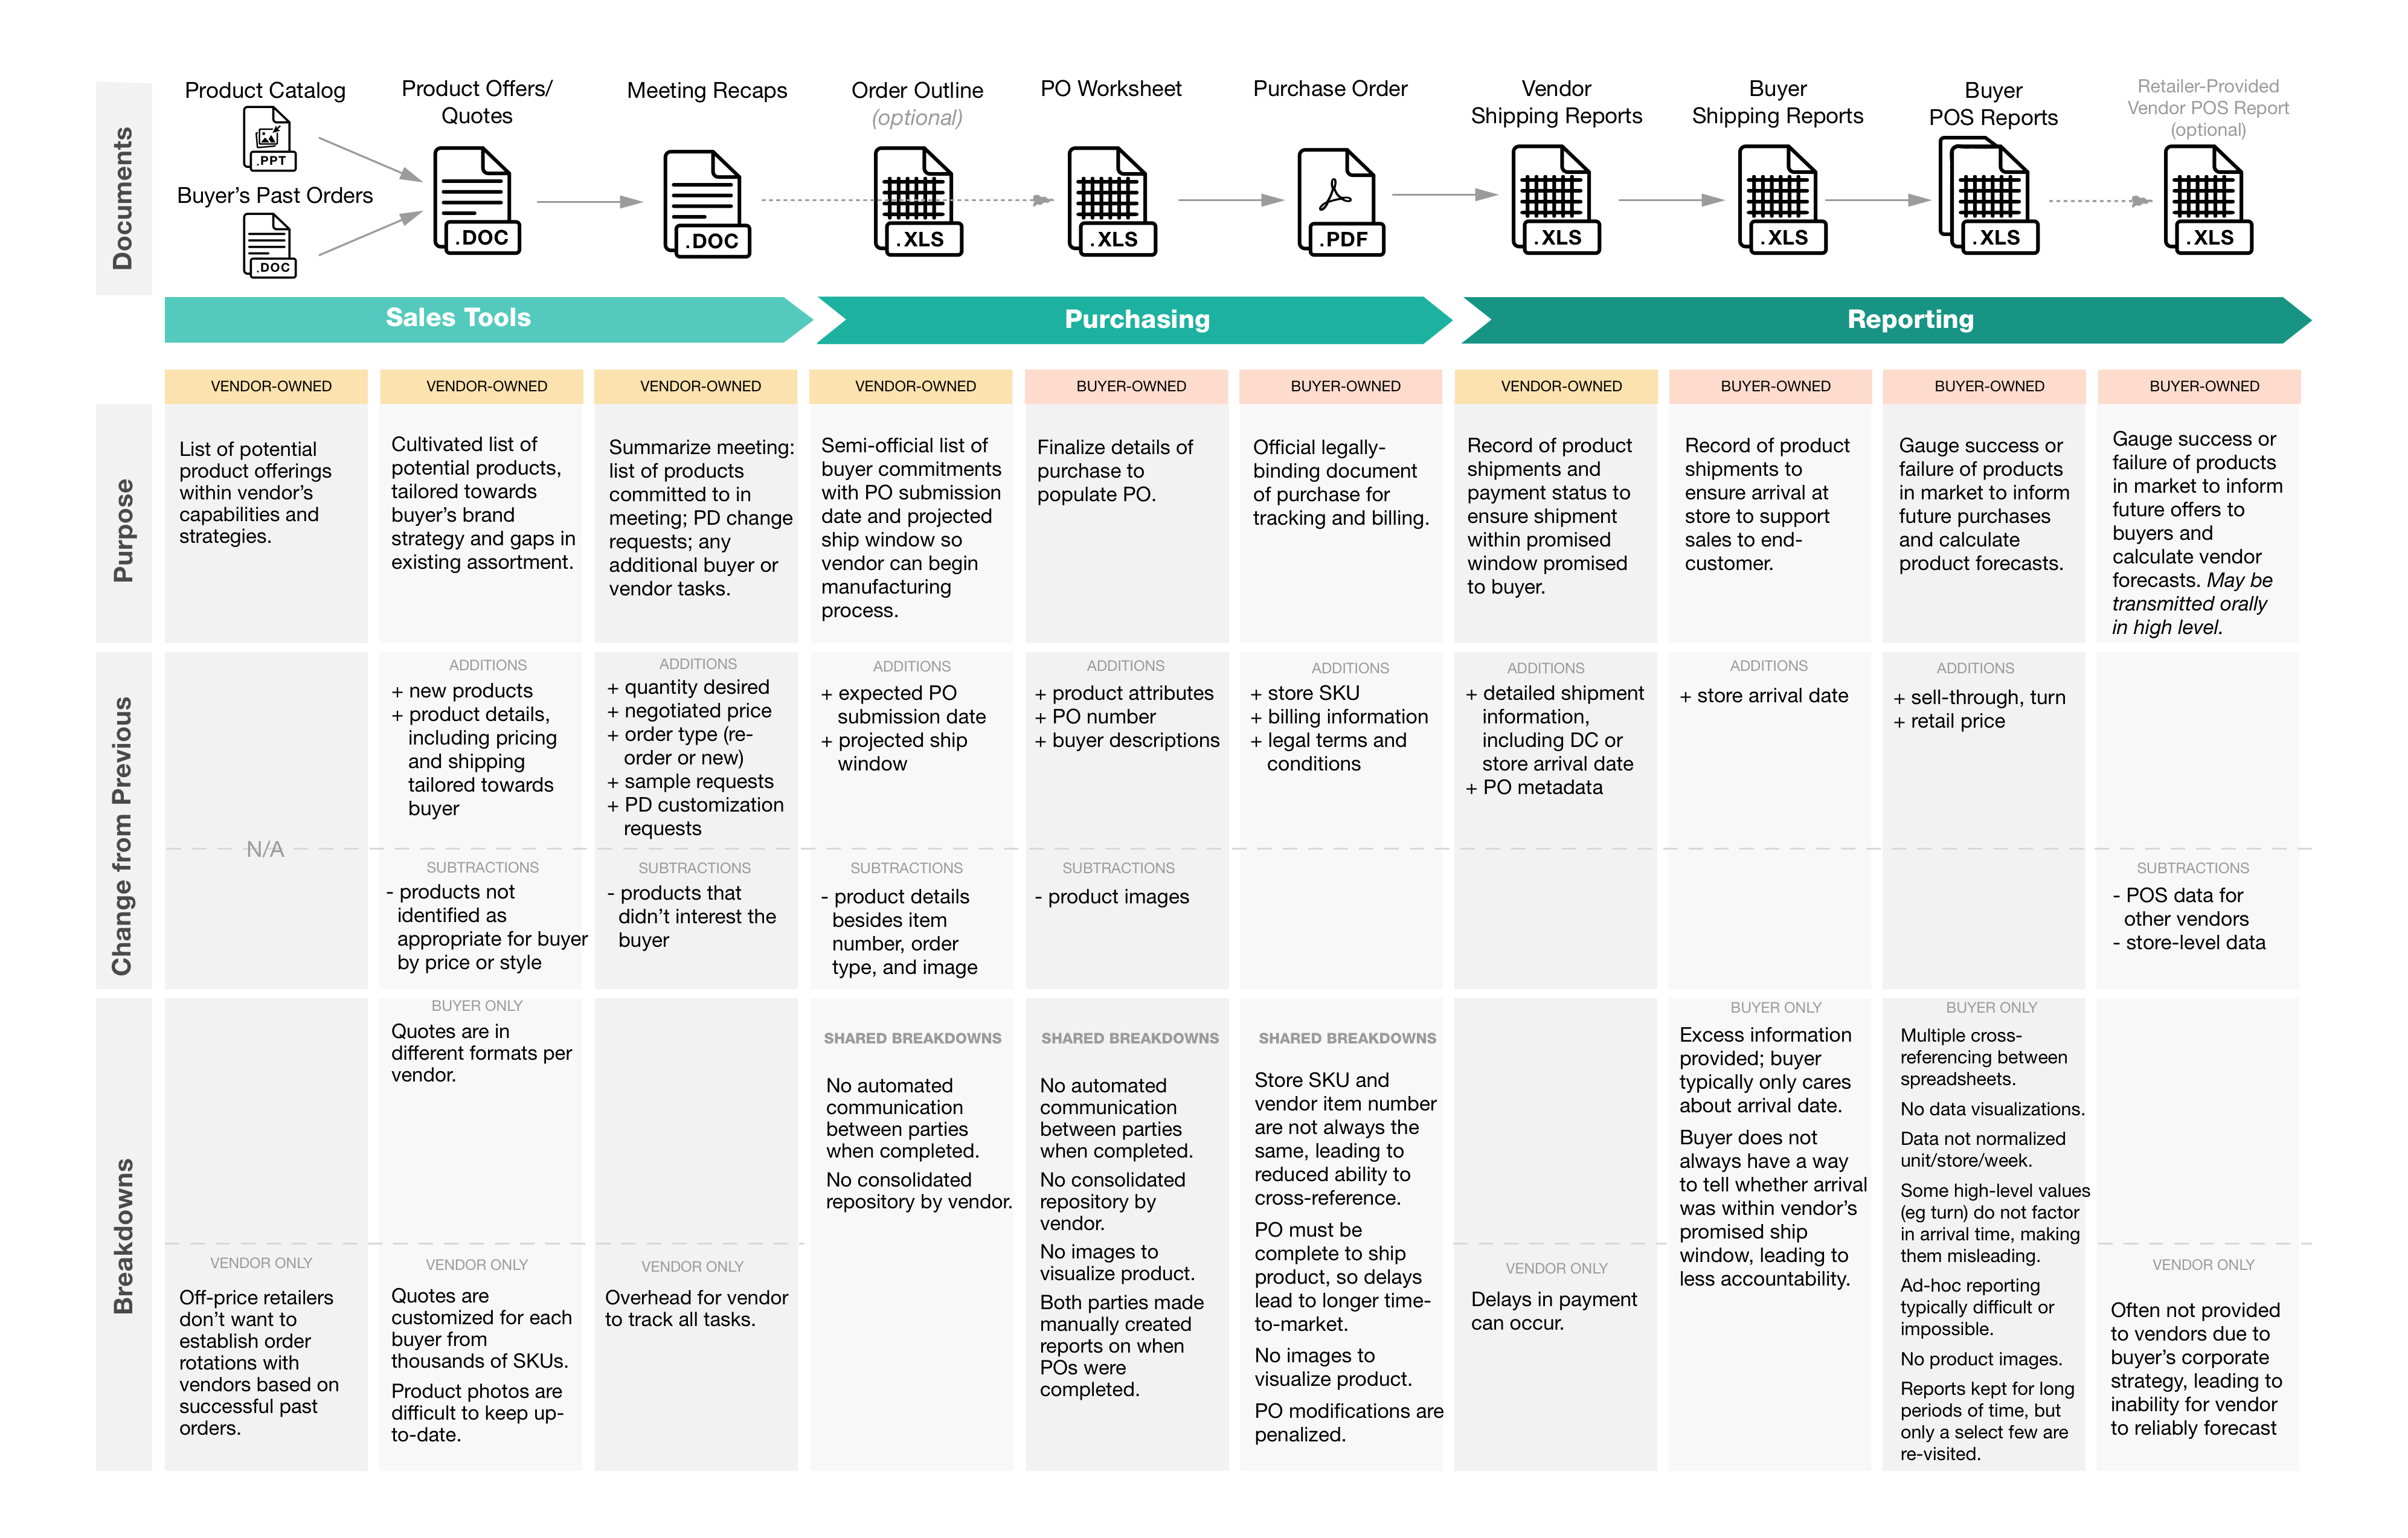 Documents
Product Catalog
.PPT
Buyer’s Past Orders
.DOC
Product Offers/
Quotes
.DOC
Meeting Recaps
.DOC
Order Outline
(optional)
.XLS
PO Worksheet
.XLS
Purchase Order
.PDF
Vendor
Shipping Reports
.XLS
Buyer
Shipping Reports
.XLS
Buyer
POS Reports
.XLS
Retailer-Provided
Vendor POS Report
(optional)
.XLS
Sales Tools
Purchasing
Reporting
VENDOR-OWNED
VENDOR-OWNED
VENDOR-OWNED
VENDOR-OWNED
BUYER-OWNED
BUYER-OWNED
VENDOR-OWNED
BUYER-OWNED
BUYER-OWNED
BUYER-OWNED
Purpose
List of potential
product offerings
within vendor’s
capabilities and
strategies.
Cultivated list of
potential products,
tailored towards
buyer’s brand
strategy and gaps in
existing assortment.
Summarize meeting:
list of products
committed to in
meeting; PD change
requests; any
additional buyer or
vendor tasks.
Semi-official list of
buyer commitments
with PO submission
date and projected
ship window so
vendor can begin
manufacturing
process.
Finalize details of
purchase to
populate PO.
Official legally-
binding document
of purchase for
tracking and billing.
Record of product
shipments and
payment status to
ensure shipment
within promised
window promised
to buyer.
Record of product
shipments to
ensure arrival at
store to support
sales to end-
customer.
Gauge success or
failure of products
in market to inform
future purchases
and calculate
product forecasts.
Gauge success or
failure of products
in market to inform
future offers to
buyers and
calculate vendor
forecasts. May be
transmitted orally
in high level.
Change from Previous
N/A
ADDITIONS
+ new products
+ product details,
including pricing
and shipping
tailored towards
buyer
SUBTRACTIONS
- products not
identified as
appropriate for buyer
by price or style
ADDITIONS
+ quantity desired
+ negotiated price
+ order type (re-
order or new)
+ sample requests
+ PD customization
requests
SUBTRACTIONS
- products that
didn’t interest the
buyer
ADDITIONS
+ expected PO
submission date
+ projected ship
window
SUBTRACTIONS
- product details
besides item
number, order
type, and image
ADDITIONS
+ product attributes
+ PO number
+ buyer descriptions
SUBTRACTIONS
- product images
ADDITIONS
+ store SKU
+ billing information
+ legal terms and
conditions
ADDITIONS
+ detailed shipment
information,
including DC or
store arrival date
+ PO metadata
ADDITIONS
+ store arrival date
ADDITIONS
+ sell-through, turn
+ retail price
SUBTRACTIONS
- POS data for
other vendors
- store-level data
Breakdowns
VENDOR ONLY
Off-price retailers
don’t want to
establish order
rotations with
vendors based on
successful past
orders.
BUYER ONLY
Quotes are in
different formats per
vendor.
VENDOR ONLY
Quotes are
customized for each
buyer from
thousands of SKUs.
Product photos are
difficult to keep up-
to-date.
VENDOR ONLY
Overhead for vendor
to track all tasks.
SHARED BREAKDOWNS
No automated
communication
between parties
when completed.
No consolidated
repository by vendor.
SHARED BREAKDOWNS
No automated
communication
between parties
when completed.
No consolidated
repository by
vendor.
No images to
visualize product.
Both parties made
manually created
reports on when
POs were
completed.
SHARED BREAKDOWNS
Store SKU and
vendor item number
are not always the
same, leading to
reduced ability to
cross-reference.
PO must be
complete to ship
product, so delays
lead to longer time-
to-market.
No images to
visualize product.
PO modifications are
penalized.
VENDOR ONLY
Delays in payment
can occur.
BUYER ONLY
Excess information
provided; buyer
typically only cares
about arrival date.
Buyer does not
always have a way
to tell whether arrival
was within vendor’s
promised ship
window, leading to
less accountability.
BUYER ONLY
Multiple cross-
referencing between
spreadsheets.
No data visualizations.
Data not normalized
unit/store/week.
Some high-level values
(eg turn) do not factor
in arrival time, making
them misleading.
Ad-hoc reporting
typically difficult or
impossible.
No product images.
Reports kept for long
periods of time, but
only a select few are
re-visited.
VENDOR ONLY
Often not provided
to vendors due to
buyer’s corporate
strategy, leading to
inability for vendor
to reliably forecast